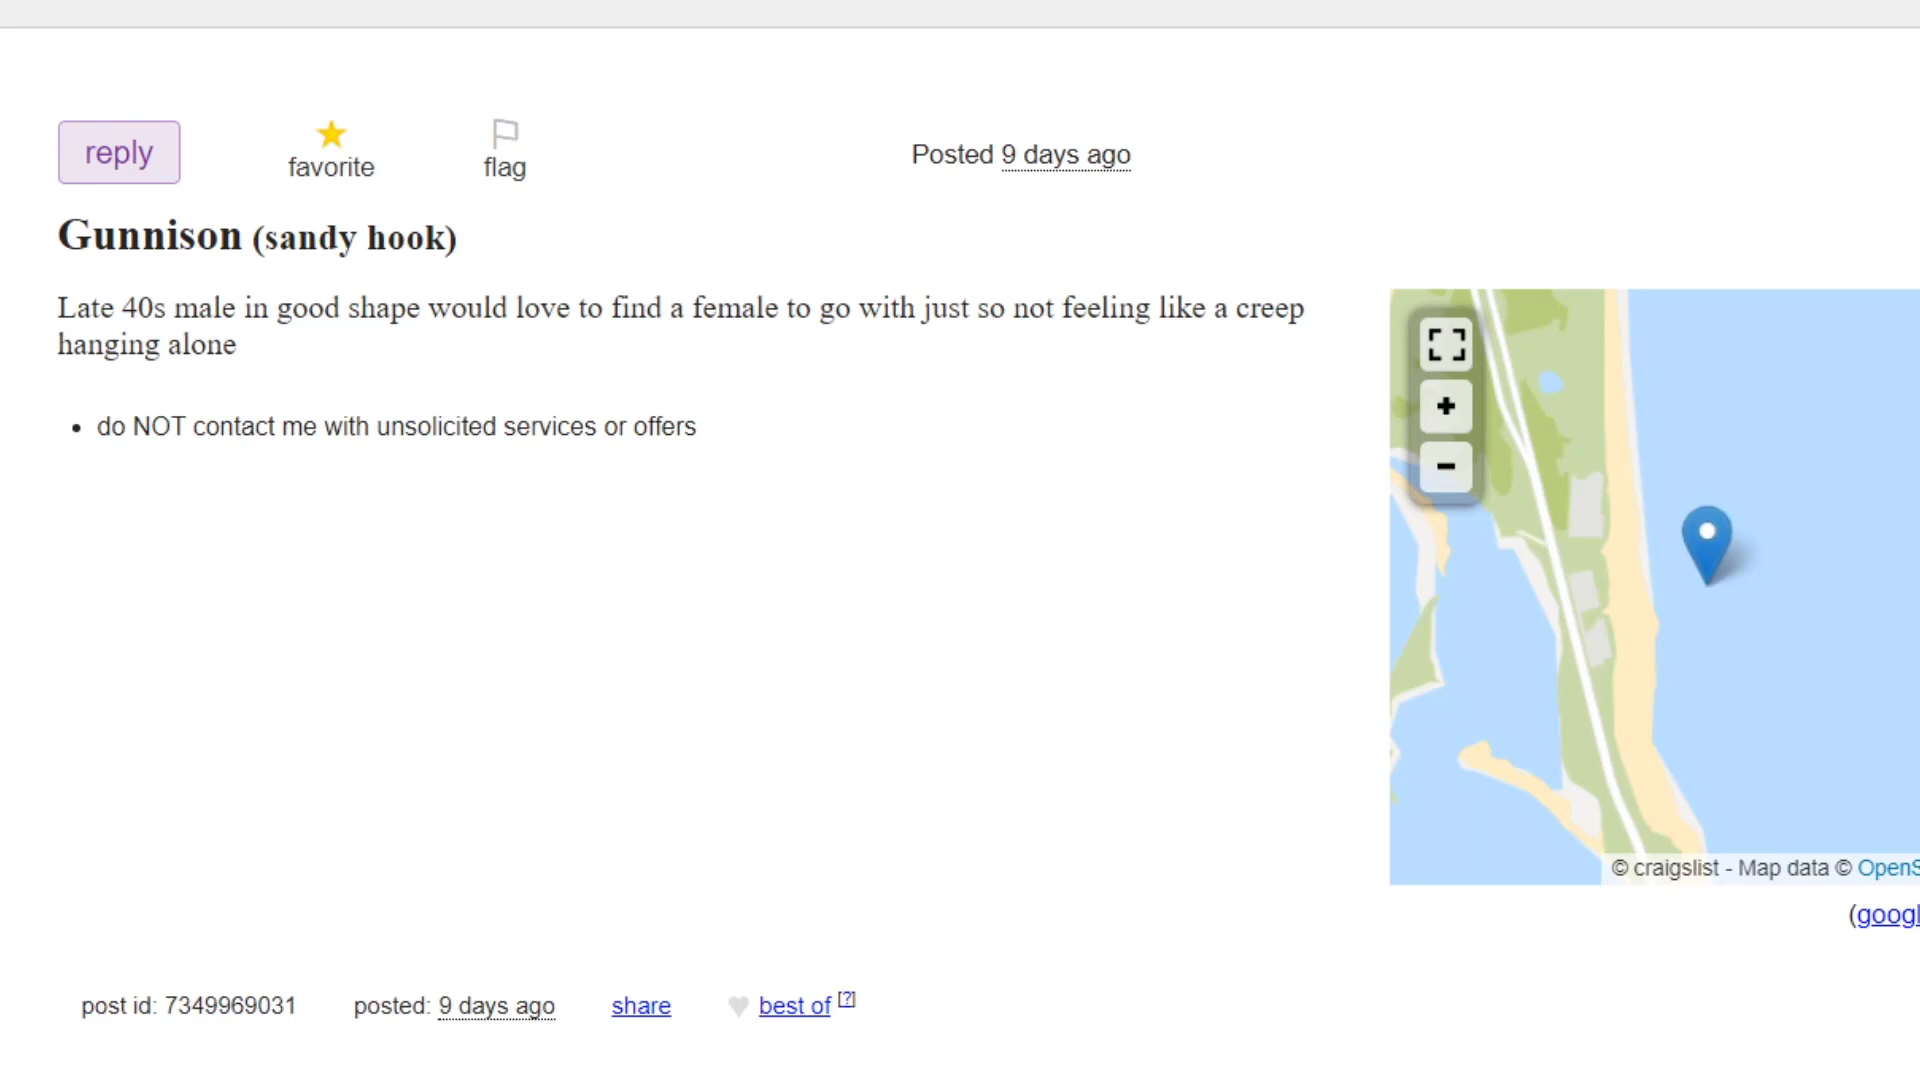 reply
favorite
flag
Posted 9 days ago
Gunnison (sandy hook)
Late 40s male in good shape would love to find a female to go with just so not feeling like a creep
hanging alone
• do NOT contact me with unsolicited services or offers
+
−
© craigslist - Map data © OpenS
(googl
post id: 7349969031
posted: 9 days ago
share
best of [?]